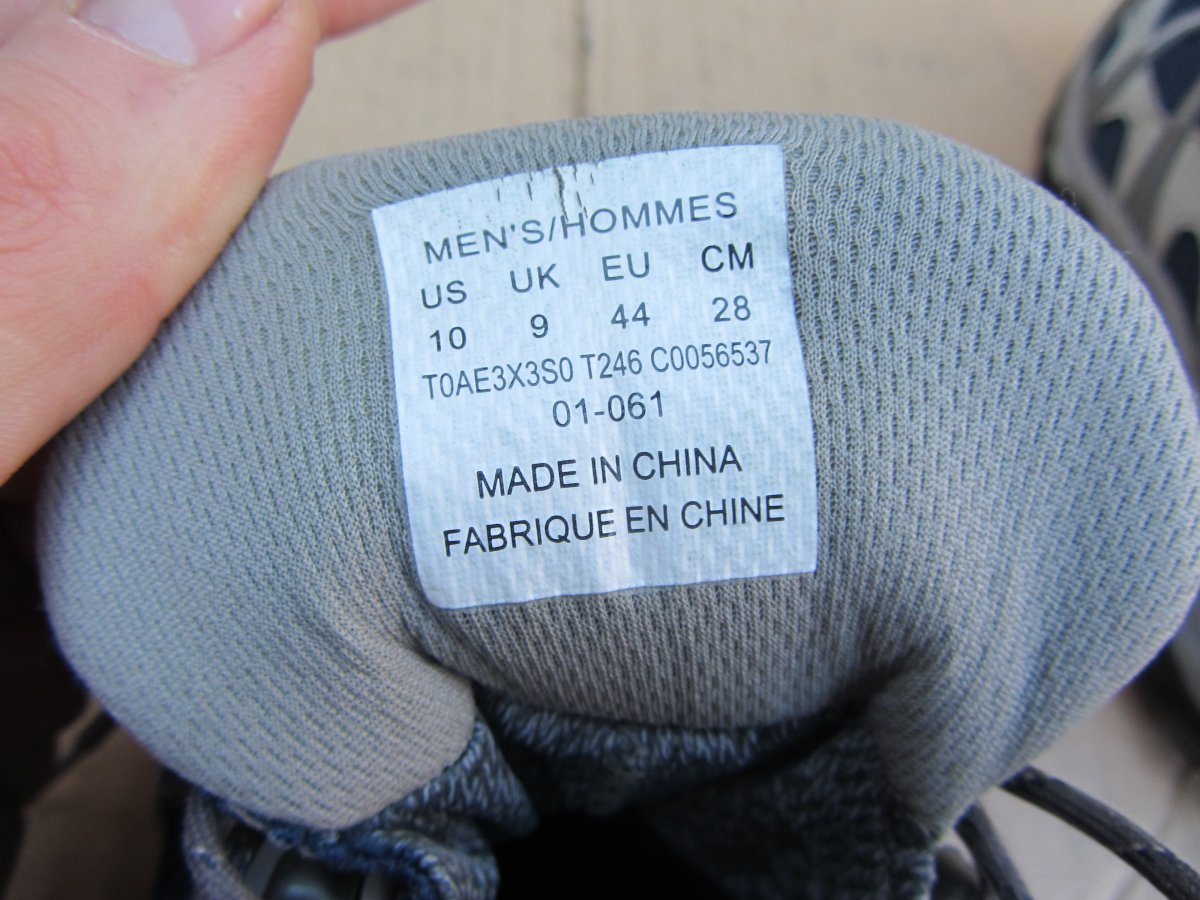 MEN'S/HOMMES
US UK EU CM
10 9 44 28
T0AE3X3S0 T246 C0056537
01-061
MADE IN CHINA
FABRIQUE EN CHINE